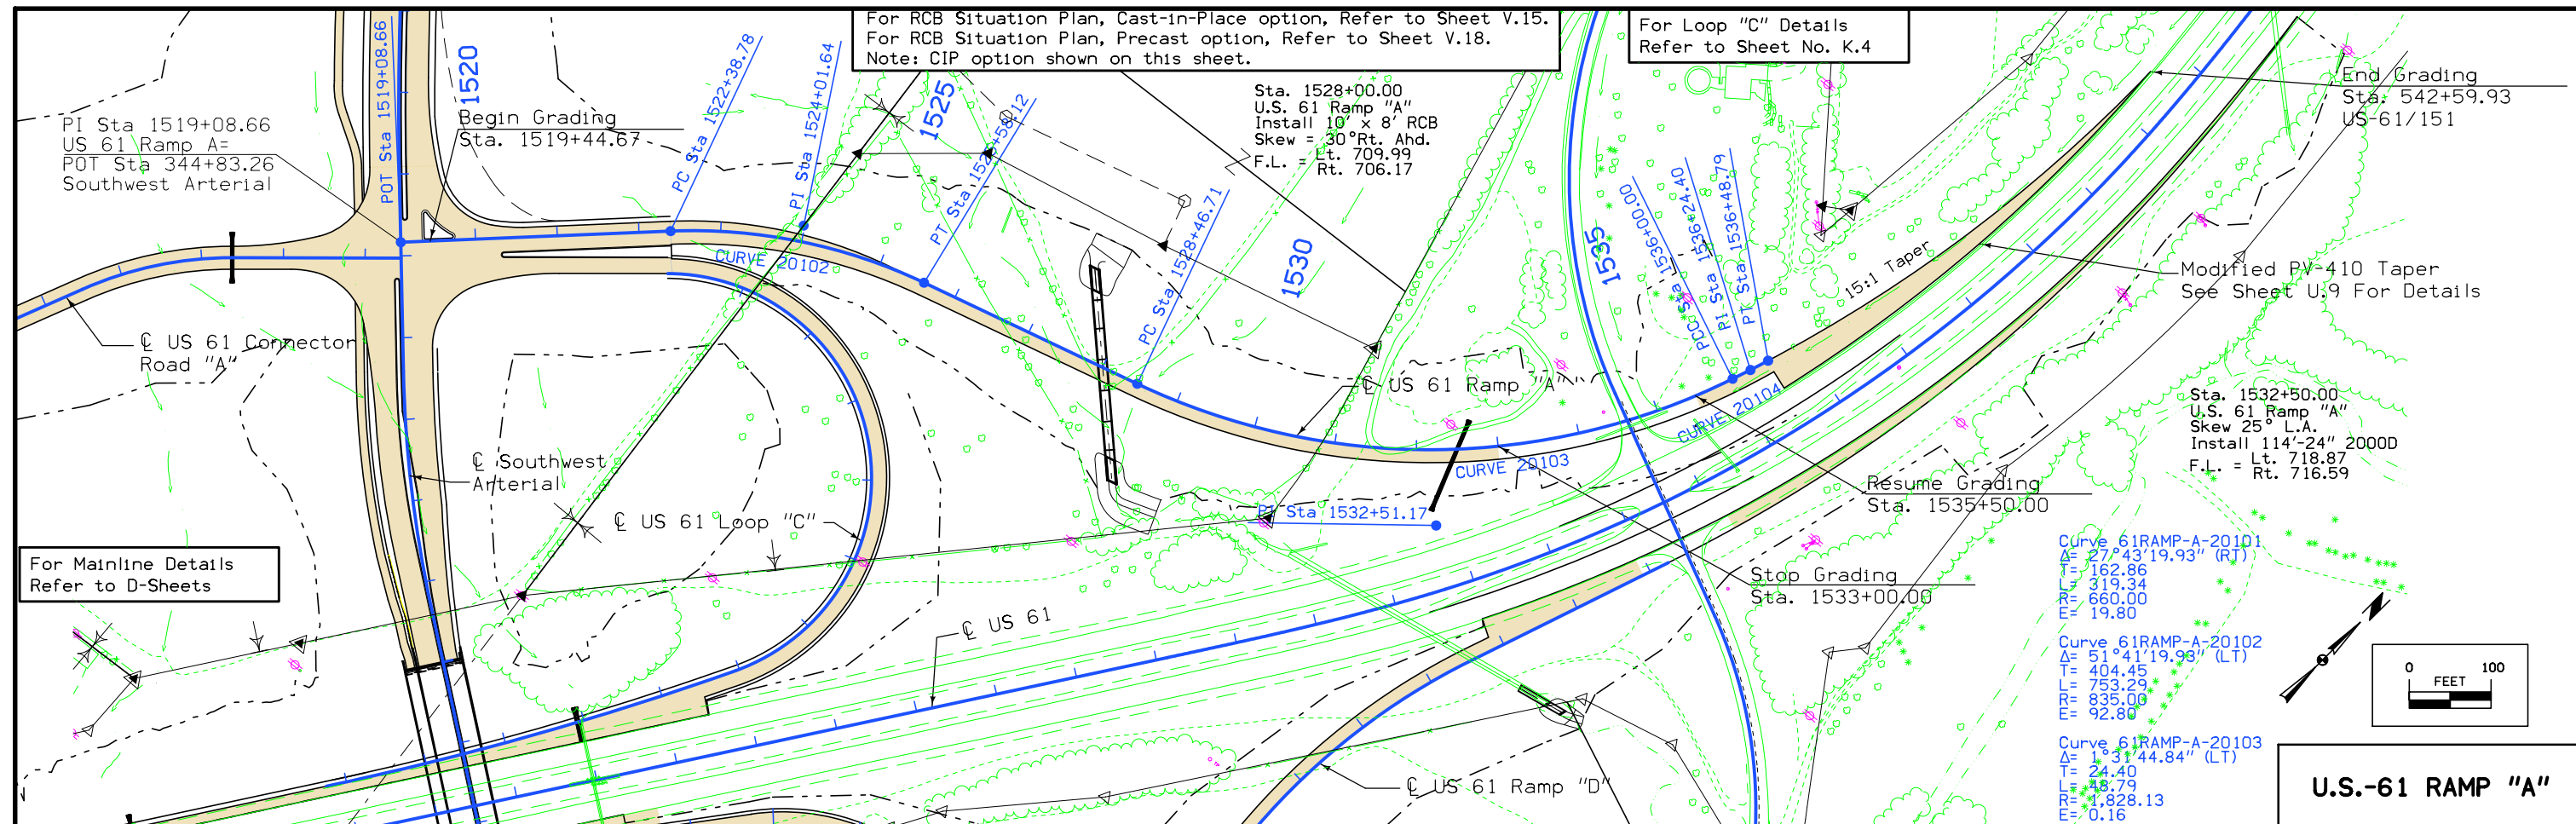 For RCB Situation Plan, Cast-in-Place option, Refer to Sheet V.15.
For RCB Situation Plan, Precast option, Refer to Sheet V.18.
Note: CIP option shown on this sheet.
For Loop "C" Details
Refer to Sheet No. K.4
PI Sta 1519+08.66
US 61 Ramp A=
POT Sta 344+83.26
Southwest Arterial
POT Sta 1519+08.66
1520
Begin Grading
Sta. 1519+44.67
PC Sta 1522+38.78
PI Sta 1524+01.64
1525
PT Sta 1525+58.12
Sta. 1528+00.00
U.S. 61 Ramp "A"
Install 10' x 8' RCB
Skew = 30° Rt. Ahd.
F.L. = Lt. 709.99
Rt. 706.17
PC Sta 1528+46.71
1530
1535
PCC Sta 1536+00.00
PI Sta 1536+24.40
PT Sta 1536+48.79
15:1 Taper
End Grading
Sta. 542+59.93
US-61/151
Modified PV-410 Taper
See Sheet U.9 For Details
CURVE 20102
℄ US 61 Connector
Road "A"
℄ US 61 Ramp "A"
CURVE 20104
CURVE 20103
Sta. 1532+50.00
U.S. 61 Ramp "A"
Skew 25° L.A.
Install 114'-24" 2000D
F.L. = Lt. 718.87
Rt. 716.59
℄ Southwest
Arterial
℄ US 61 Loop "C"
PI Sta 1532+51.17
Resume Grading
Sta. 1535+50.00
Stop Grading
Sta. 1533+00.00
For Mainline Details
Refer to D-Sheets
℄ US 61
℄ US 61 Ramp "D"
Curve 61RAMP-A-20101
Δ= 27°43'19.93" (RT)
T= 162.86
L= 319.34
R= 660.00
E= 19.80
Curve 61RAMP-A-20102
Δ= 51°41'19.93" (LT)
T= 404.45
L= 753.29
R= 835.00
E= 92.80
Curve 61RAMP-A-20103
Δ= 1°31'44.84" (LT)
T= 24.40
L= 48.79
R= 1,828.13
E= 0.16
0 100
FEET
U.S.-61 RAMP "A"